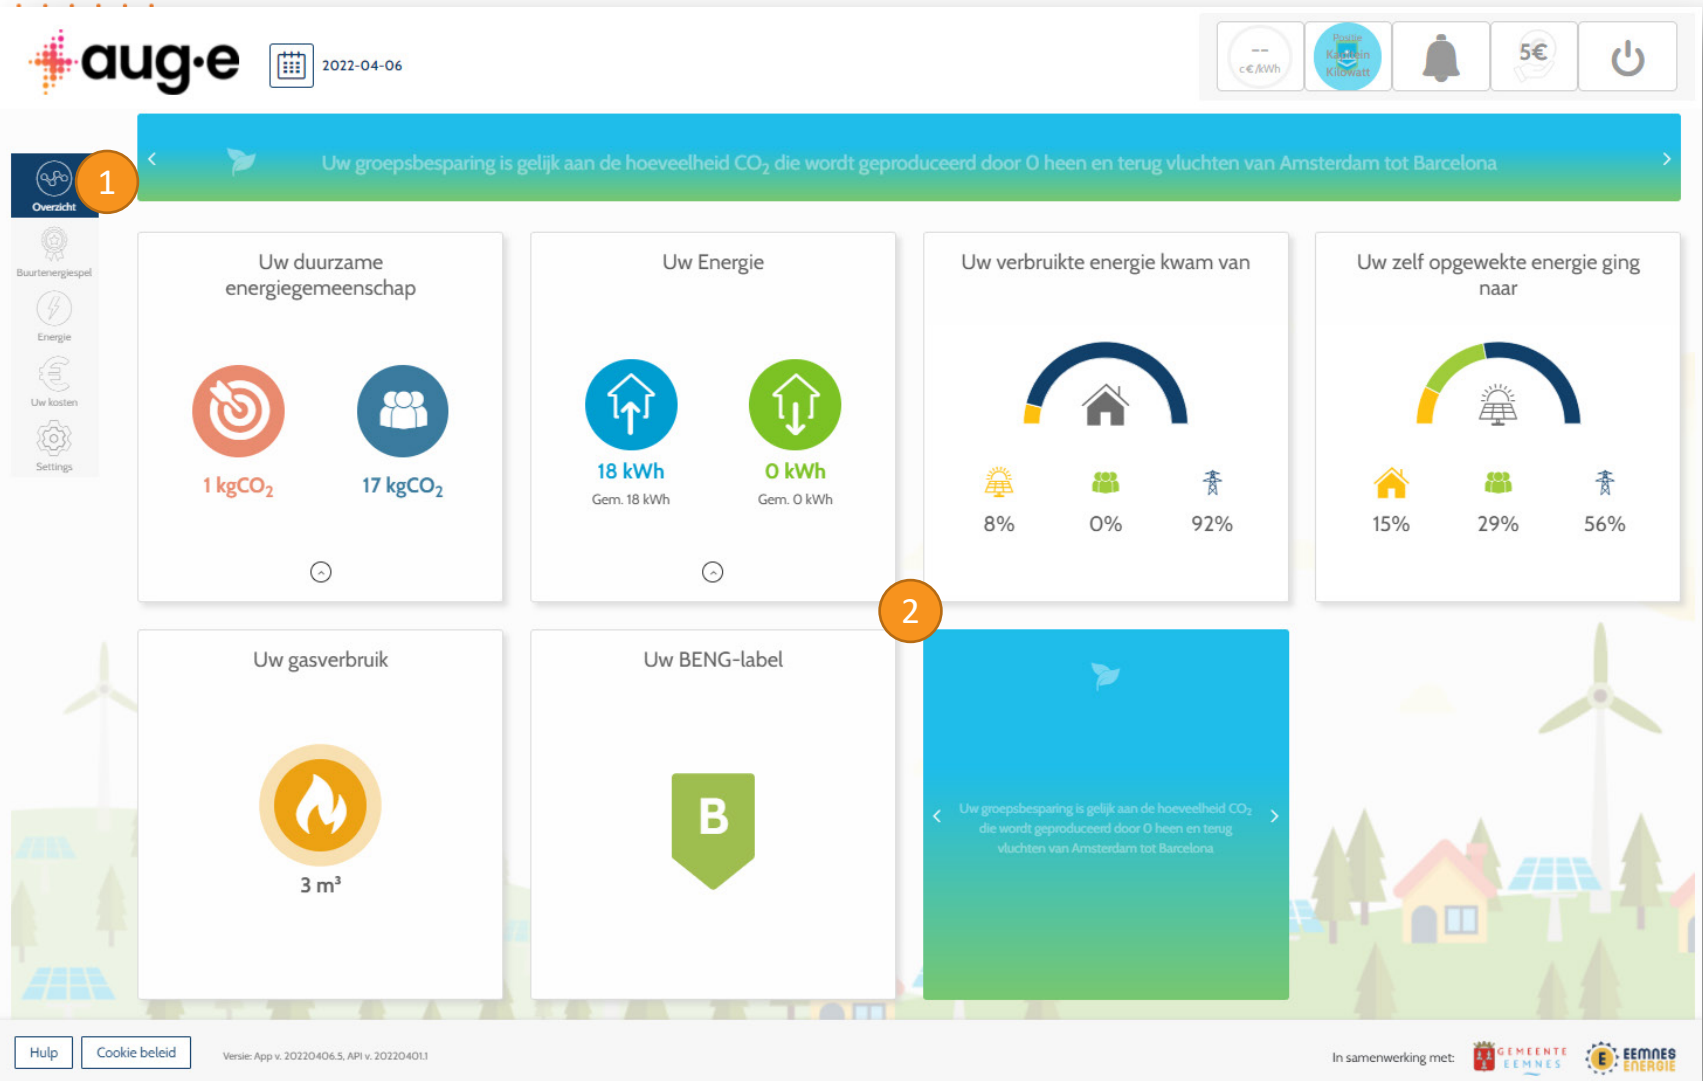 aug·e
2022-04-06
--
c€/kWh
Positie
Kapitein
Kilowatt
5€
1
Uw groepsbesparing is gelijk aan de hoeveelheid CO₂ die wordt geproduceerd door 0 heen en terug vluchten van Amsterdam tot Barcelona
Overzicht
Buurtenergiespel
Energie
Uw kosten
Settings
Uw duurzame
energiegemeenschap
1 kgCO₂
17 kgCO₂
Uw Energie
18 kWh
Gem. 18 kWh
0 kWh
Gem. 0 kWh
Uw verbruikte energie kwam van
8%
0%
92%
Uw zelf opgewekte energie ging
naar
15%
29%
56%
2
Uw gasverbruik
3 m³
Uw BENG-label
B
Uw groepsbesparing is gelijk aan de hoeveelheid CO₂
die wordt geproduceerd door 0 heen en terug
vluchten van Amsterdam tot Barcelona
Hulp
Cookie beleid
Versie: App v. 20220406.5, API v. 20220401.1
In samenwerking met:
GEMEENTE
EEMNES
E
EEMNES
ENERGIE